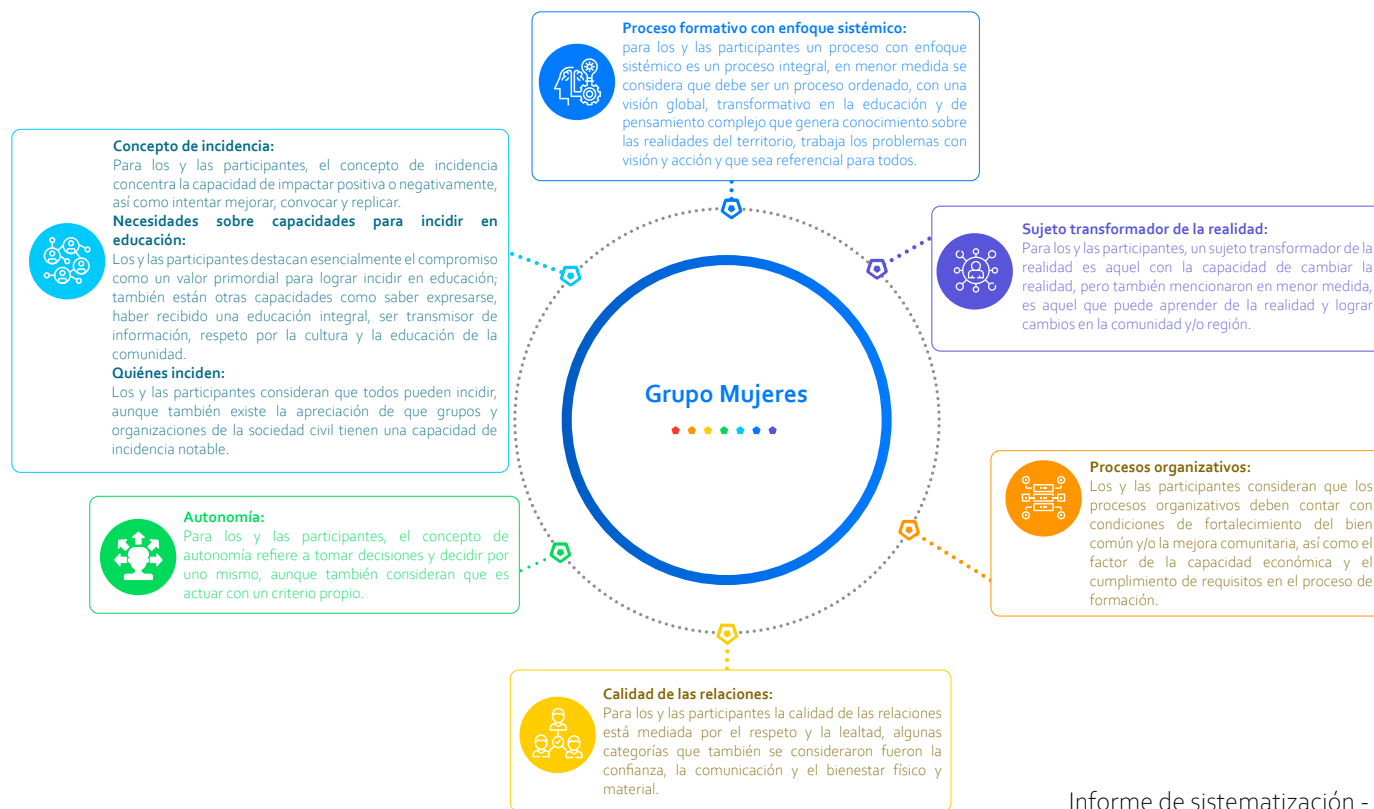 Proceso formativo con enfoque sistémico:
para los y las participantes un proceso con enfoque
sistémico es un proceso integral, en menor medida se
considera que debe ser un proceso ordenado, con una
visión global, transformativo en la educación y de
pensamiento complejo que genera conocimiento sobre
las realidades del territorio, trabaja los problemas con
visión y acción y que sea referencial para todos.
Concepto de incidencia:
Para los y las participantes, el concepto de incidencia
concentra la capacidad de impactar positiva o negativamente,
así como intentar mejorar, convocar y replicar.
Necesidades sobre capacidades para incidir en
educación:
Los y las participantes destacan esencialmente el compromiso
como un valor primordial para lograr incidir en educación;
también están otras capacidades como saber expresarse,
haber recibido una educación integral, ser transmisor de
información, respeto por la cultura y la educación de la
comunidad.
Quiénes inciden:
Los y las participantes consideran que todos pueden incidir,
aunque también existe la apreciación de que grupos y
organizaciones de la sociedad civil tienen una capacidad de
incidencia notable.
Sujeto transformador de la realidad:
Para los y las participantes, un sujeto transformador de la
realidad es aquel con la capacidad de cambiar la
realidad, pero también mencionaron en menor medida,
es aquel que puede aprender de la realidad y lograr
cambios en la comunidad y/o región.
Grupo Mujeres
Procesos organizativos:
Los y las participantes consideran que los
procesos organizativos deben contar con
condiciones de fortalecimiento del bien
común y/o la mejora comunitaria, así como el
factor de la capacidad económica y el
cumplimiento de requisitos en el proceso de
formación.
Autonomía:
Para los y las participantes, el concepto de
autonomía refiere a tomar decisiones y decidir por
uno mismo, aunque también consideran que es
actuar con un criterio propio.
Calidad de las relaciones:
Para los y las participantes la calidad de las relaciones
está mediada por el respeto y la lealtad, algunas
categorías que también se consideraron fueron la
confianza, la comunicación y el bienestar físico y
material.
Informe de sistematización -